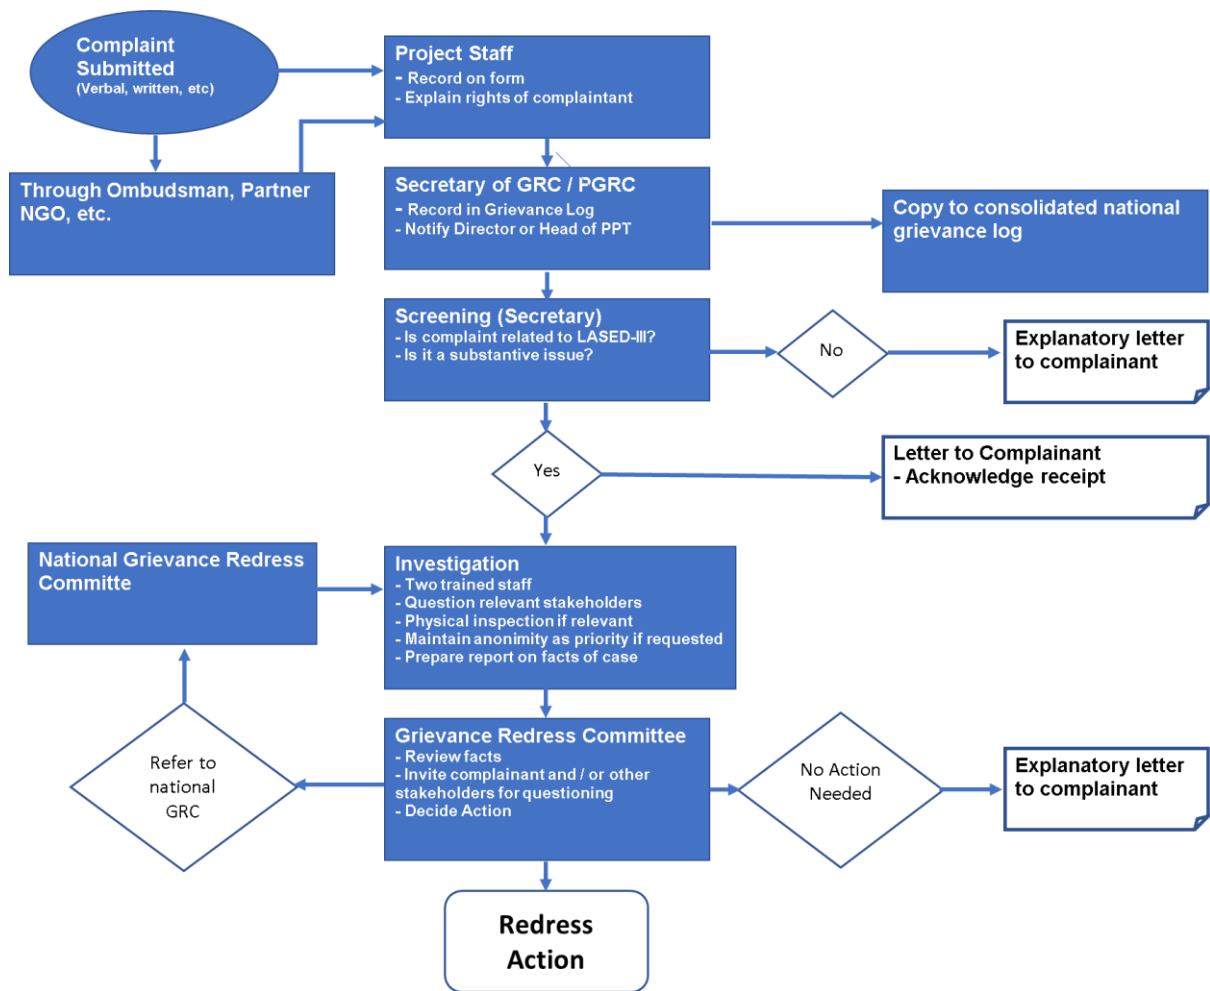 Complaint
Submitted
(Verbal, written, etc)
Project Staff
- Record on form
- Explain rights of complaintant
Through Ombudsman, Partner
NGO, etc.
Secretary of GRC / PGRC
- Record in Grievance Log
- Notify Director or Head of PPT
Copy to consolidated national
grievance log
Screening (Secretary)
- Is complaint related to LASED-III?
- Is it a substantive issue?
No
Explanatory letter
to complainant
Yes
Letter to Complainant
- Acknowledge receipt
National Grievance Redress
Committe
Investigation
- Two trained staff
- Question relevant stakeholders
- Physical inspection if relevant
- Maintain anonimity as priority if requested
- Prepare report on facts of case
Refer to
national
GRC
Grievance Redress Committee
- Review facts
- Invite complainant and / or other
stakeholders for questioning
- Decide Action
No Action
Needed
Explanatory letter
to complainant
Redress
Action